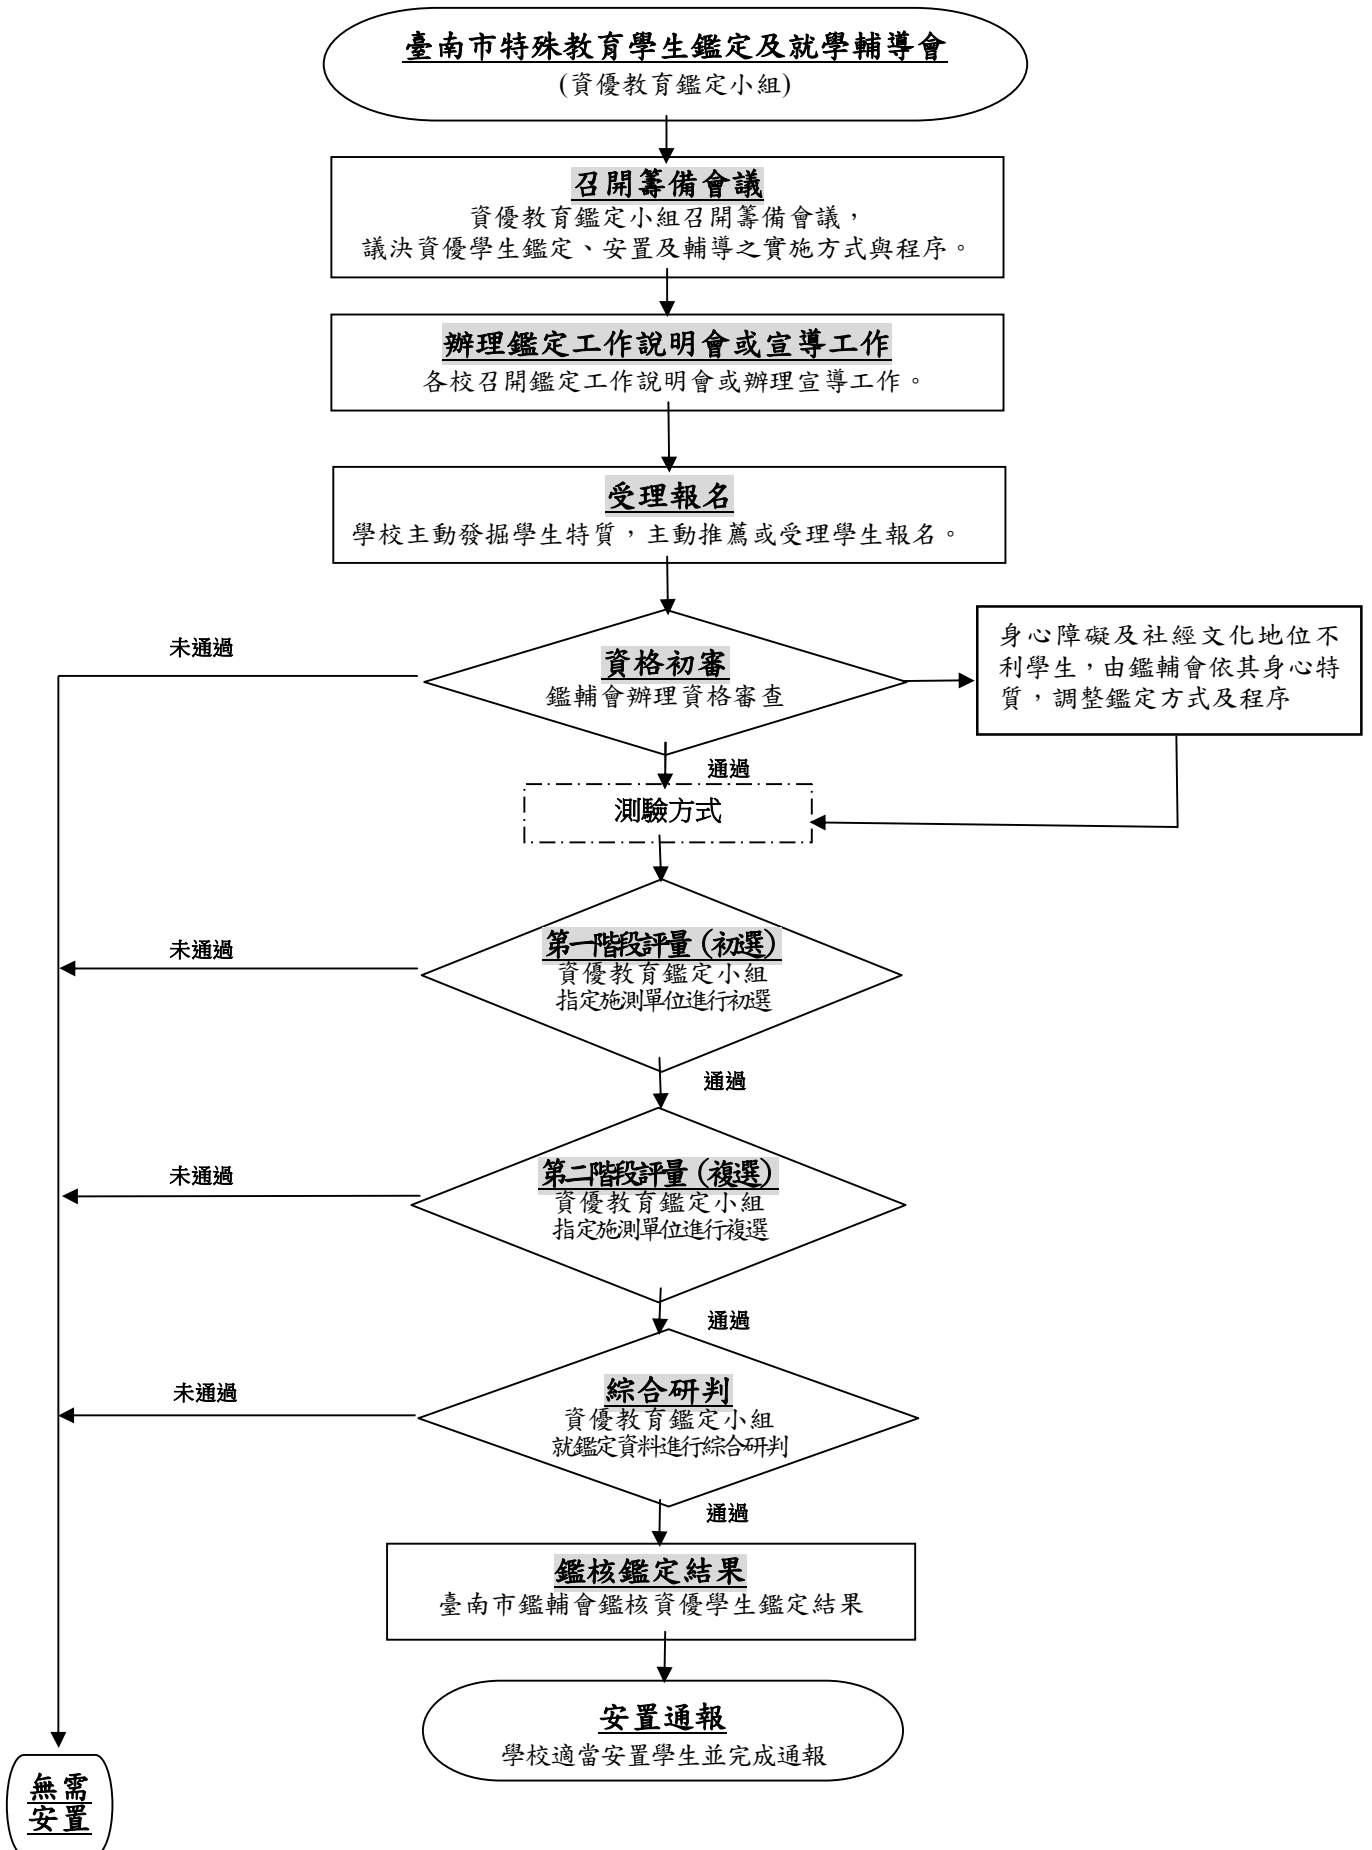 臺南市特殊教育學生鑑定及就學輔導會
(資優教育鑑定小組)
召開籌備會議
資優教育鑑定小組召開籌備會議，
議決資優學生鑑定、安置及輔導之實施方式與程序。
辦理鑑定工作說明會或宣導工作
各校召開鑑定工作說明會或辦理宣導工作。
受理報名
學校主動發掘學生特質，主動推薦或受理學生報名。
未通過
資格初審
鑑輔會辦理資格審查
身心障礙及社經文化地位不
利學生，由鑑輔會依其身心特
質，調整鑑定方式及程序
通過
測驗方式
未通過
第一階段評量（初選）
資優教育鑑定小組
指定施測單位進行初選
通過
未通過
第二階段評量（複選）
資優教育鑑定小組
指定施測單位進行複選
通過
未通過
綜合研判
資優教育鑑定小組
就鑑定資料進行綜合研判
通過
鑑核鑑定結果
臺南市鑑輔會鑑核資優學生鑑定結果
安置通報
學校適當安置學生並完成通報
無需
安置